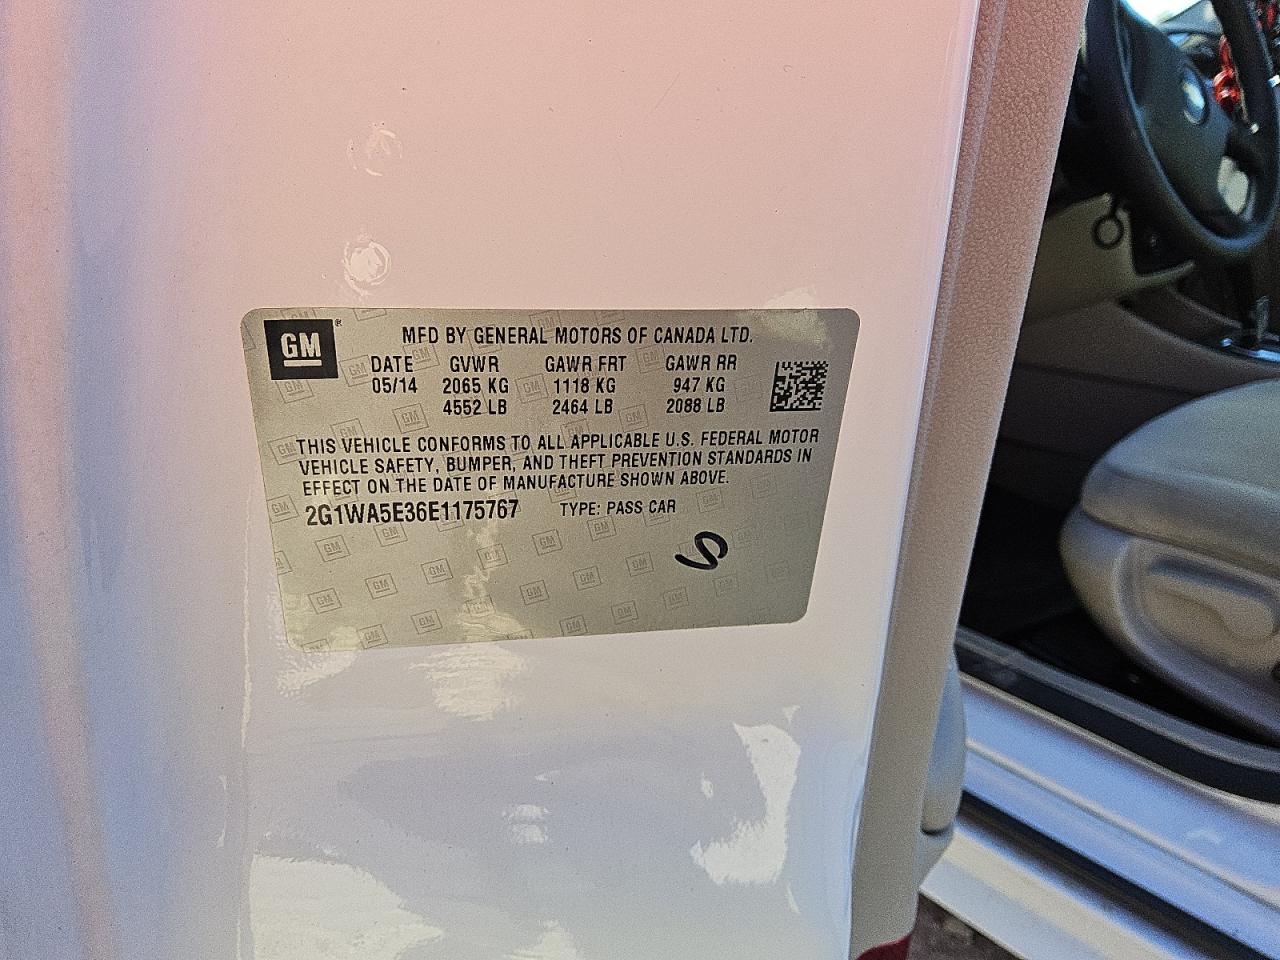 GM ®
MFD BY GENERAL MOTORS OF CANADA LTD.
DATE GVWR GAWR FRT GAWR RR
05/14 2065 KG 1118 KG 947 KG
4552 LB 2464 LB 2088 LB
THIS VEHICLE CONFORMS TO ALL APPLICABLE U.S. FEDERAL MOTOR
VEHICLE SAFETY, BUMPER, AND THEFT PREVENTION STANDARDS IN
EFFECT ON THE DATE OF MANUFACTURE SHOWN ABOVE.
2G1WA5E36E1175767 TYPE: PASS CAR